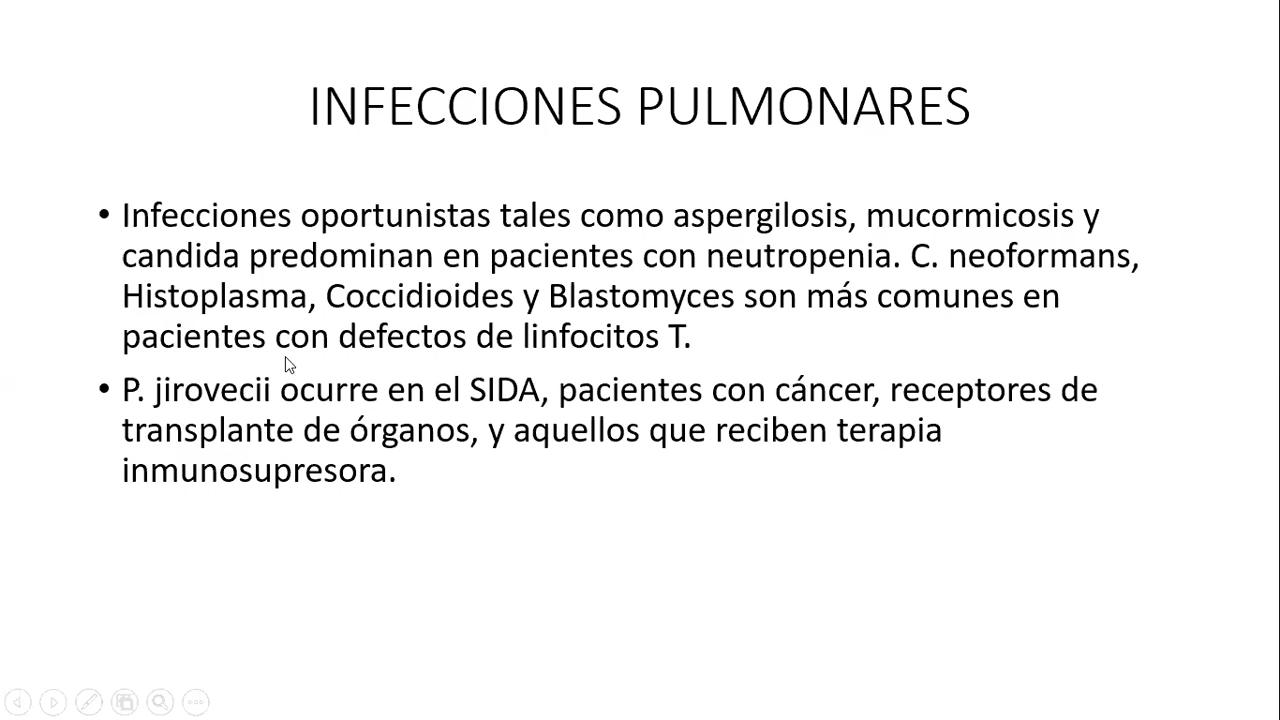 INFECCIONES PULMONARES
• Infecciones oportunistas tales como aspergilosis, mucormicosis y
candida predominan en pacientes con neutropenia. C. neoformans,
Histoplasma, Coccidioides y Blastomyces son más comunes en
pacientes con defectos de linfocitos T.
• P. jirovecii ocurre en el SIDA, pacientes con cáncer, receptores de
transplante de órganos, y aquellos que reciben terapia
inmunosupresora.